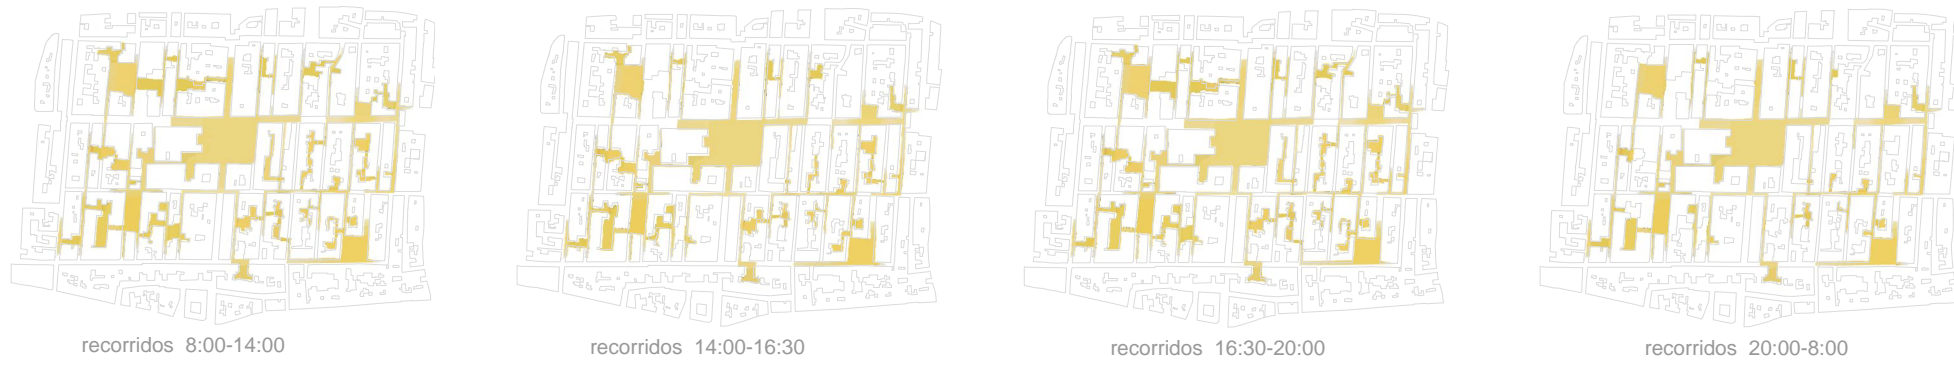 recorridos 8:00-14:00
recorridos 14:00-16:30
recorridos 16:30-20:00
recorridos 20:00-8:00